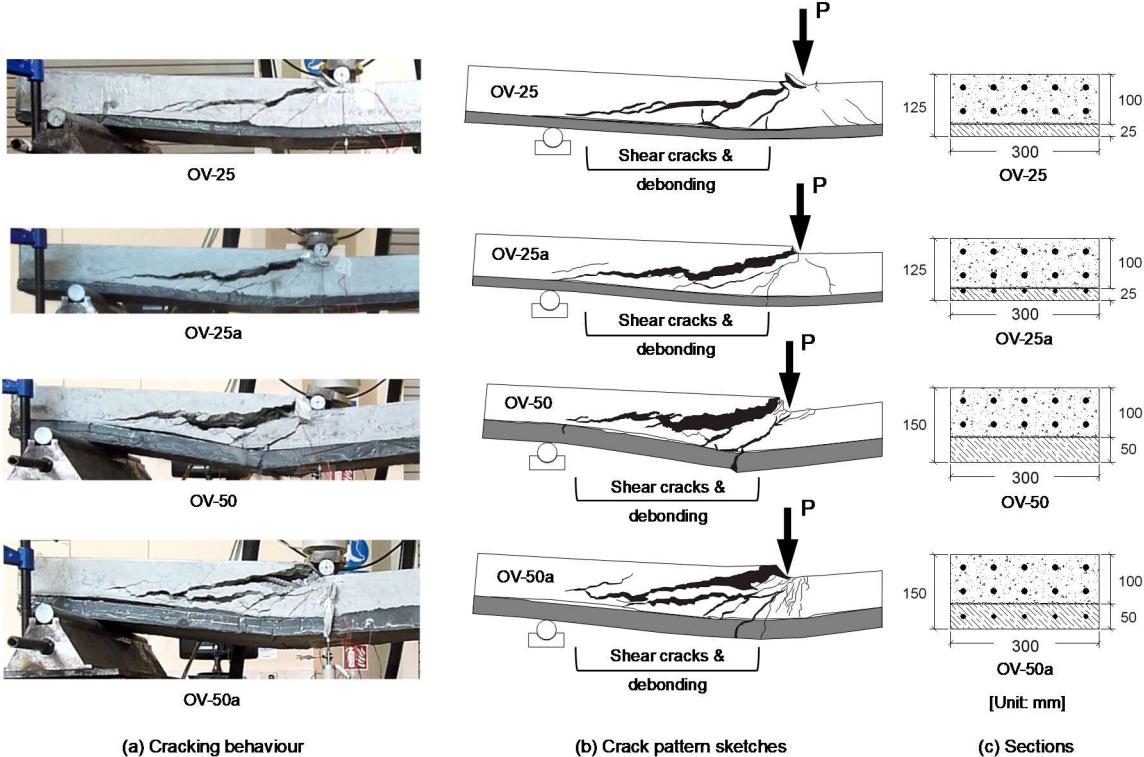 P
OV-25
OV-25
Shear cracks &
debonding
125
100
25
300
OV-25
P
OV-25a
OV-25a
Shear cracks &
debonding
125
100
25
300
OV-25a
P
OV-50
OV-50
Shear cracks &
debonding
150
100
50
300
OV-50
P
OV-50a
OV-50a
Shear cracks &
debonding
150
100
50
300
OV-50a
[Unit: mm]
(a) Cracking behaviour
(b) Crack pattern sketches
(c) Sections